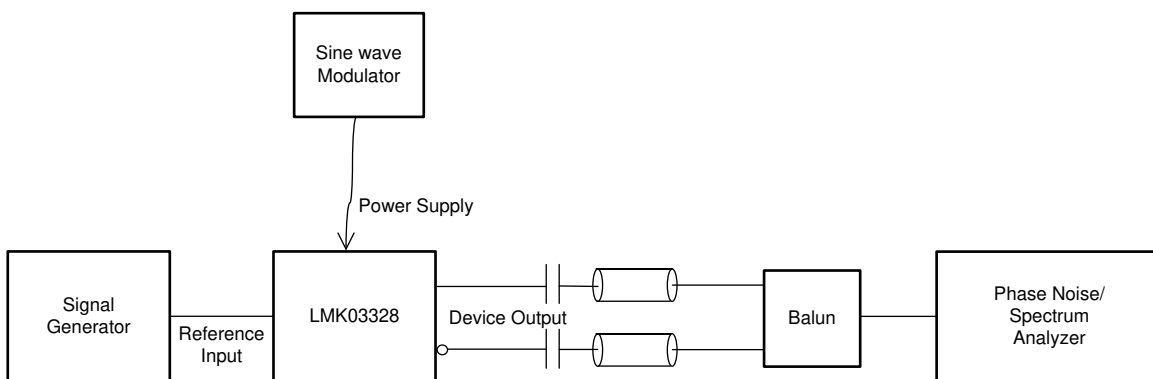 Sine wave
Modulator
Power Supply
Signal
Generator
Reference
Input
LMK03328
Device Output
Balun
Phase Noise/
Spectrum
Analyzer